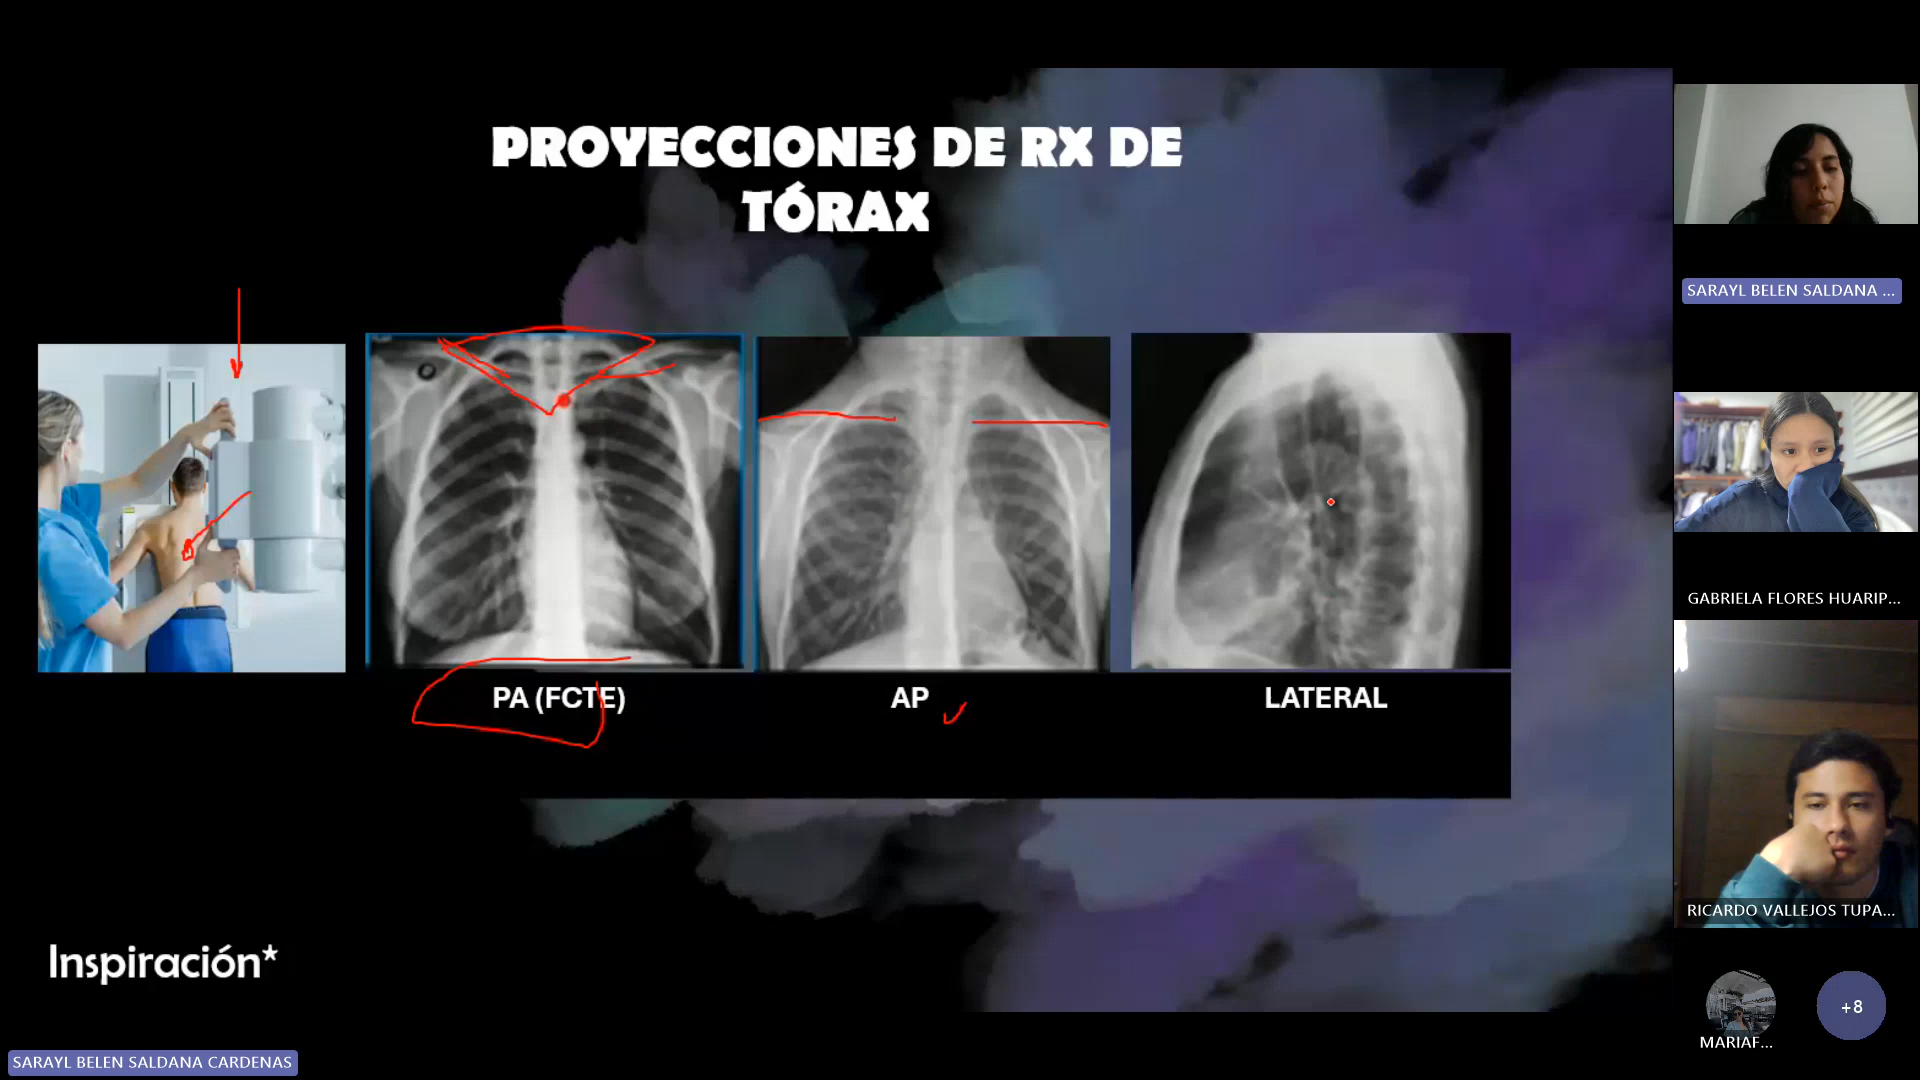 PROYECCIONES DE RX DE
TÓRAX
PA (FCTE)
AP
LATERAL
Inspiración*
SARAYL BELEN SALDANA CARDENAS
SARAYL BELEN SALDANA ...
GABRIELA FLORES HUARIP...
RICARDO VALLEJOS TUPA...
MARIAF...
+8